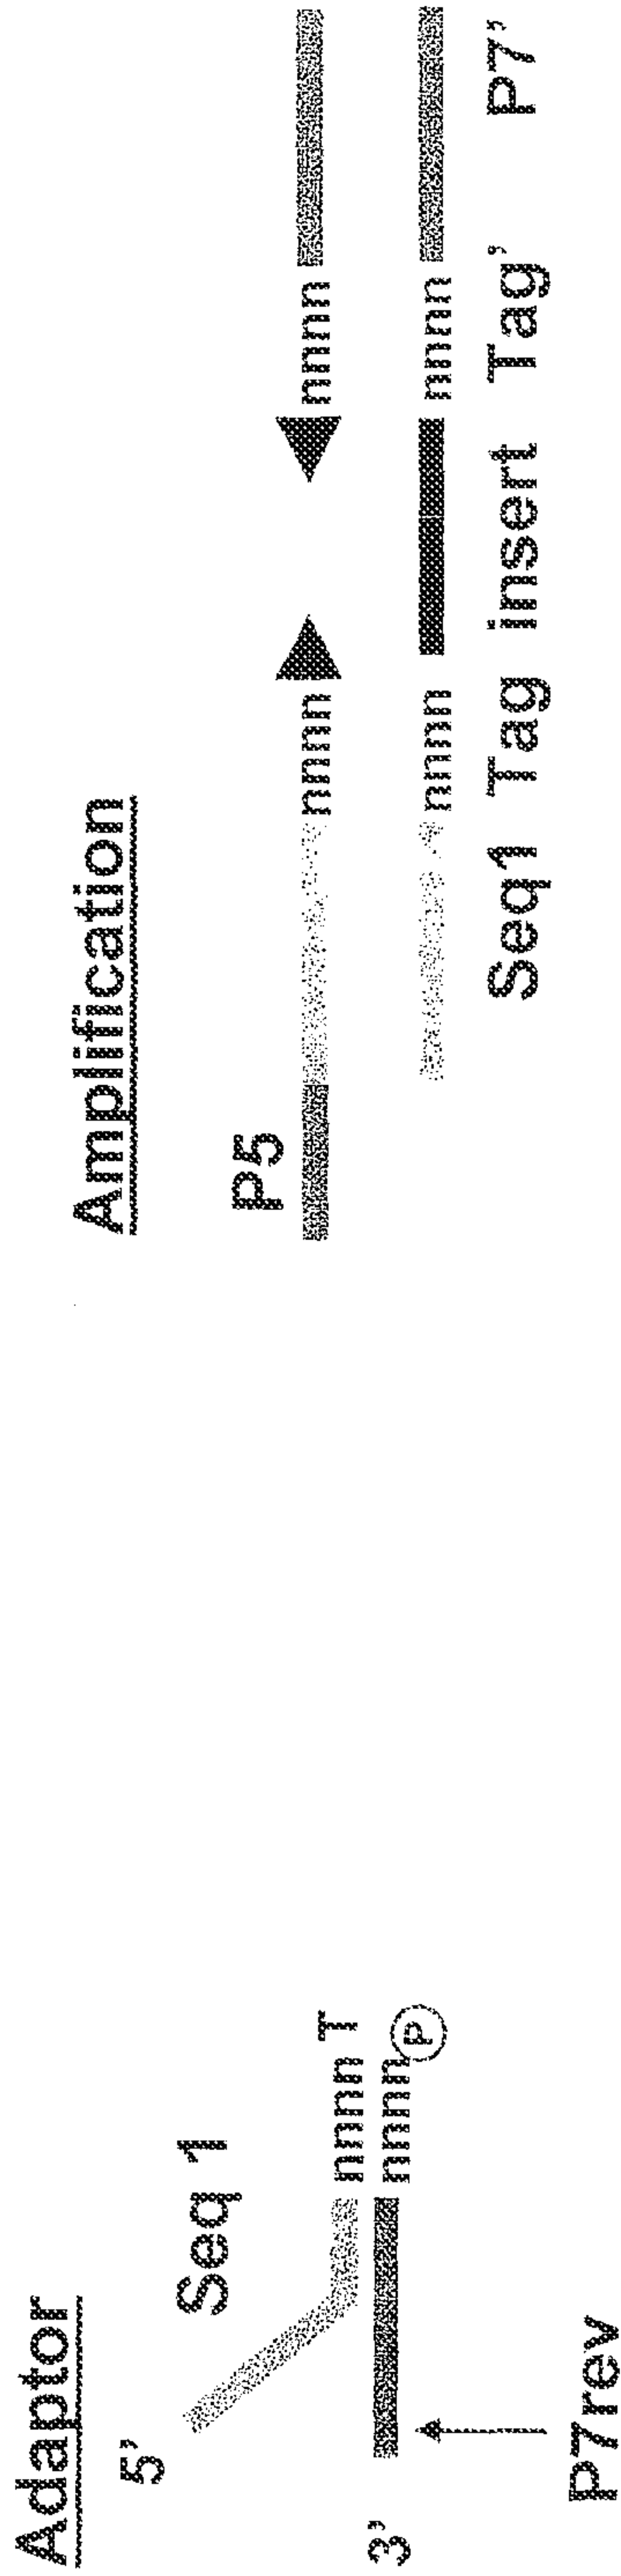 Adaptor
5’
Seq 1
nnnn T
nnnn P
3’
P7rev
Amplification
P5
nnnn nnnn
nnnn nnnn
Seq1 Tag insert Tag’ P7’